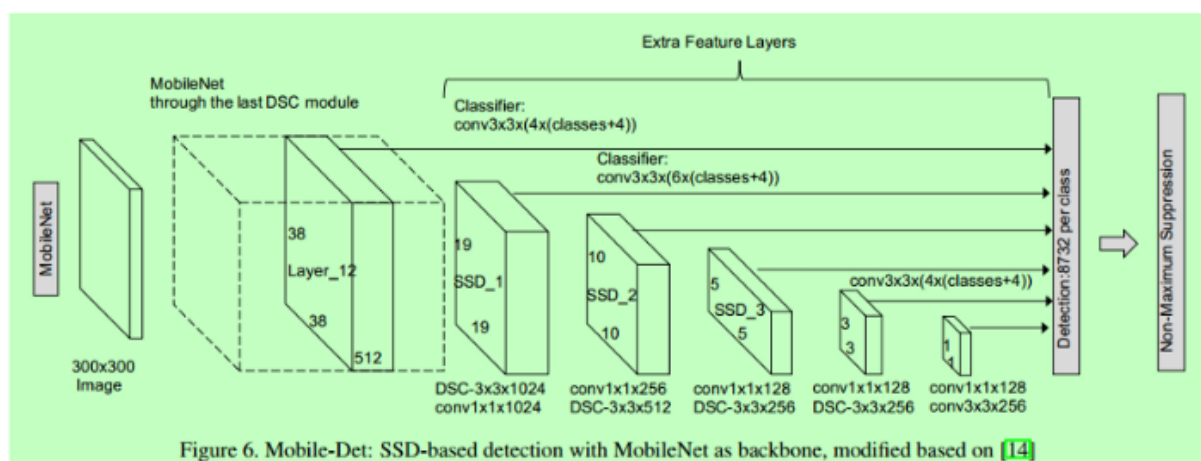 Extra Feature Layers
MobileNet
through the last DSC module
Classifier:
conv3x3x(4x(classes+4))
Classifier:
conv3x3x(6x(classes+4))
MobileNet
38
Layer_12
38
512
19
SSD_1
19
10
SSD_2
10
5
SSD_3
5
conv3x3x(4x(classes+4))
3
3
1
1
Detection:8732 per class
Non-Maximum Suppression
300x300
Image
DSC-3x3x1024
conv1x1x1024
conv1x1x256
DSC-3x3x512
conv1x1x128
DSC-3x3x256
conv1x1x128
DSC-3x3x256
conv1x1x128
conv3x3x256
Figure 6. Mobile-Det: SSD-based detection with MobileNet as backbone, modified based on [14]